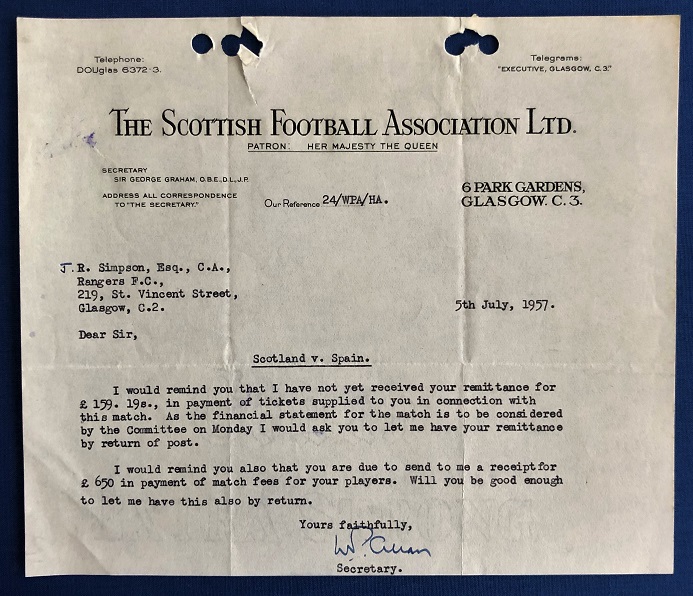 Telephone:
DOUglas 6372-3.
Telegrams:
"EXECUTIVE, GLASGOW, C.3."
THE SCOTTISH FOOTBALL ASSOCIATION LTD.
PATRON: HER MAJESTY THE QUEEN
SECRETARY
SIR GEORGE GRAHAM, O.B.E., D.L., J.P.
ADDRESS ALL CORRESPONDENCE
TO "THE SECRETARY."
Our Reference 24/WPA/HA.
6 PARK GARDENS,
GLASGOW. C. 3.
J.R. Simpson, Esq., C.A.,
Rangers F.C.,
219, St. Vincent Street,
Glasgow, C.2.
5th July, 1957.
Dear Sir,
Scotland v. Spain.
I would remind you that I have not yet received your remittance for
£ 159. 19s., in payment of tickets supplied to you in connection with
this match. As the financial statement for the match is to be considered
by the Committee on Monday I would ask you to let me have your remittance
by return of post.
I would remind you also that you are due to send to me a receipt for
£ 650 in payment of match fees for your players. Will you be good enough
to let me have this also by return.
Yours faithfully,
W.P. Allan
Secretary.